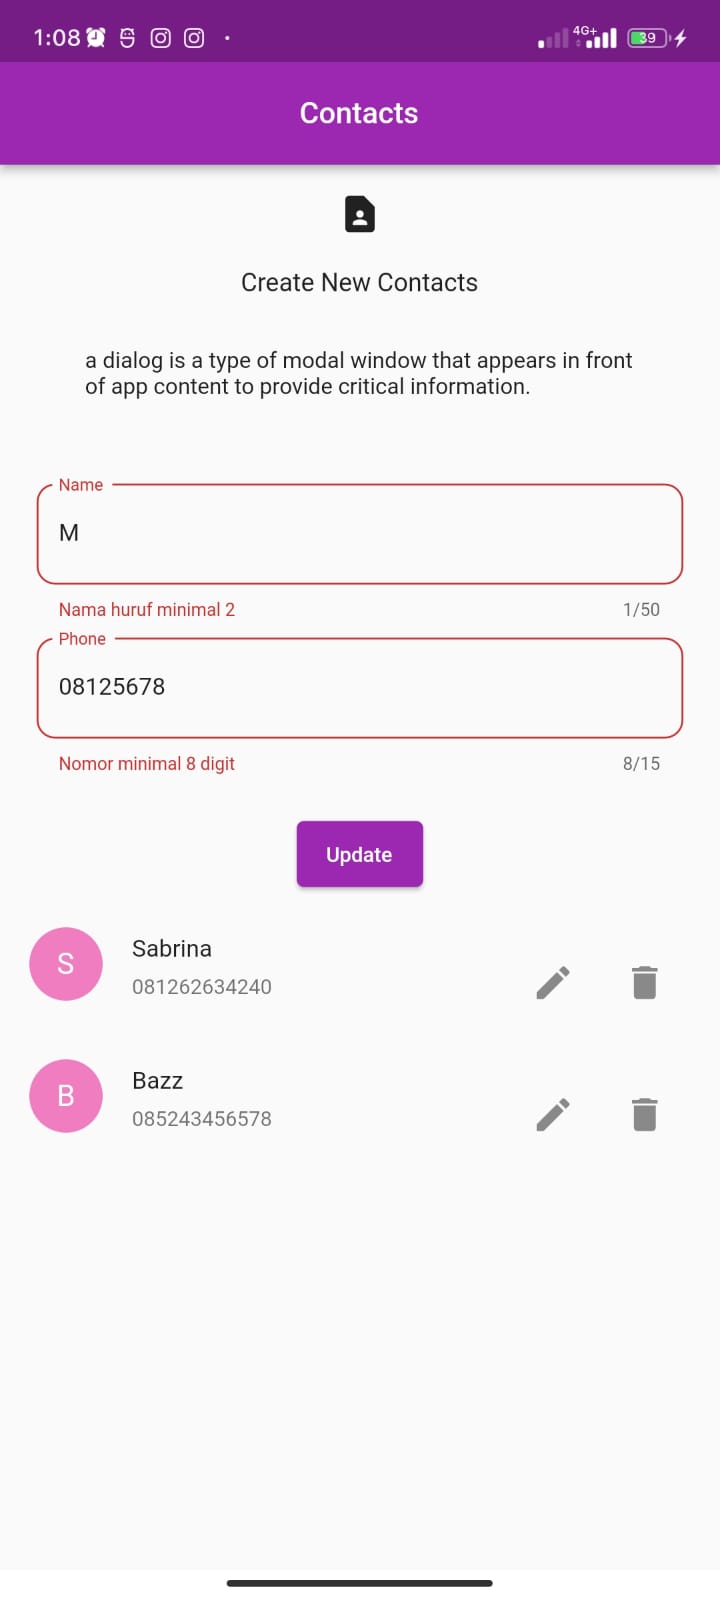 1:08
4G+
39
Contacts
Create New Contacts
a dialog is a type of modal window that appears in front
of app content to provide critical information.
Name
M
Nama huruf minimal 2
1/50
Phone
08125678
Nomor minimal 8 digit
8/15
Update
S
Sabrina
081262634240
B
Bazz
085243456578